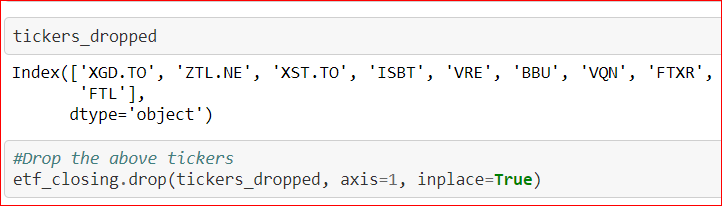 tickers_dropped
Index(['XGD.TO', 'ZTL.NE', 'XST.TO', 'ISBT', 'VRE', 'BBU', 'VQN', 'FTXR',
'FTL'],
dtype='object')
#Drop the above tickers
etf_closing.drop(tickers_dropped, axis=1, inplace=True)